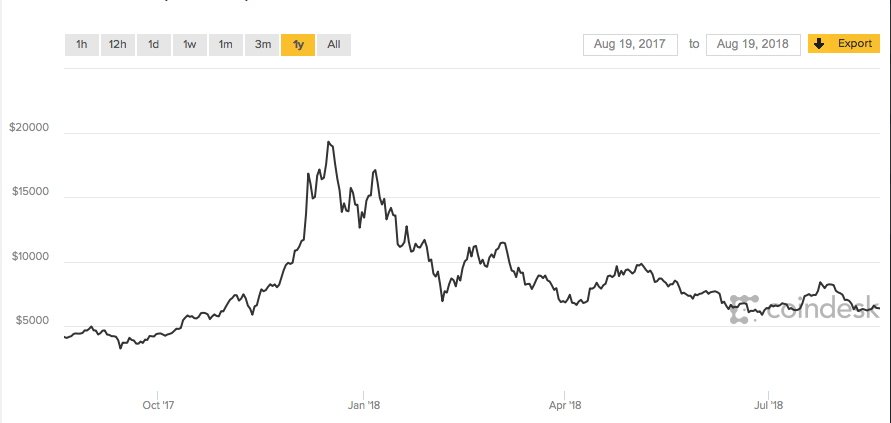 1h 12h 1d 1w 1m 3m 1y All
Aug 19, 2017 to Aug 19, 2018 Export
$20000
$15000
$10000
$5000
coindesk
Oct '17 Jan '18 Apr '18 Jul '18